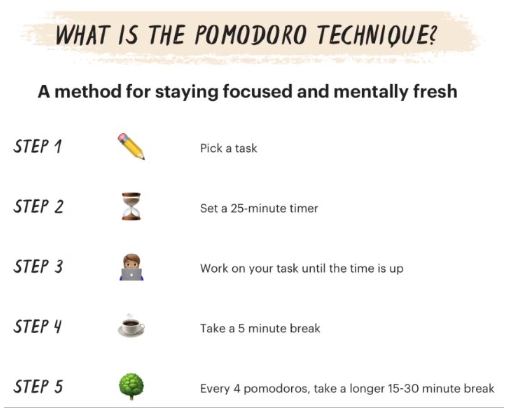 WHAT IS THE POMODORO TECHNIQUE?
A method for staying focused and mentally fresh
STEP 1 Pick a task
STEP 2 Set a 25-minute timer
STEP 3 Work on your task until the time is up
STEP 4 Take a 5 minute break
STEP 5 Every 4 pomodoros, take a longer 15-30 minute break